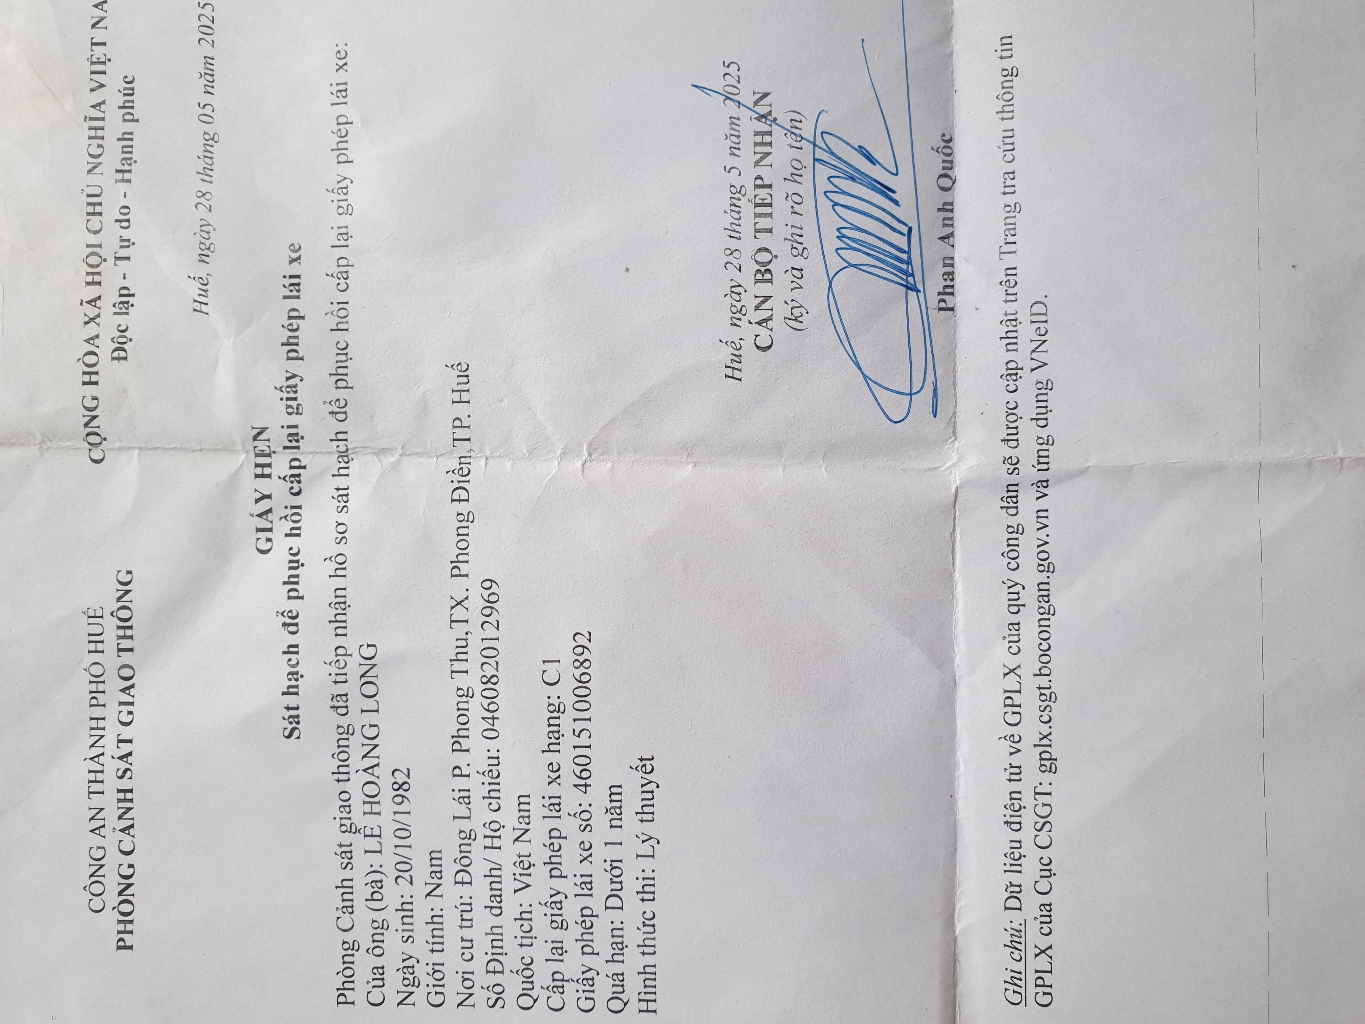 CÔNG AN THÀNH PHỐ HUẾ
PHÒNG CẢNH SÁT GIAO THÔNG
CỘNG HÒA XÃ HỘI CHỦ NGHĨA VIỆT NA
Độc lập - Tự do - Hạnh phúc
Huế, ngày 28 tháng 05 năm 2025
GIẤY HẸN
Sát hạch để phục hồi cấp lại giấy phép lái xe
Phòng Cảnh sát giao thông đã tiếp nhận hồ sơ sát hạch để phục hồi cấp lại giấy phép lái xe:
Của ông (bà): LÊ HOÀNG LONG
Ngày sinh: 20/10/1982
Giới tính: Nam
Nơi cư trú: Đông Lái P. Phong Thu,TX. Phong Điền,TP. Huế
Số Định danh/ Hộ chiếu: 046082012969
Quốc tịch: Việt Nam
Cấp lại giấy phép lái xe hạng: C1
Giấy phép lái xe số: 460151006892
Quá hạn: Dưới 1 năm
Hình thức thi: Lý thuyết
Huế, ngày 28 tháng 5 năm 2025
CÁN BỘ TIẾP NHẬN
(ký và ghi rõ họ tên)
Phan Anh Quốc
Ghi chú: Dữ liệu điện tử về GPLX của quý công dân sẽ được cập nhật trên Trang tra cứu thông tin
GPLX của Cục CSGT: gplx.csgt.bocongan.gov.vn và ứng dụng VNeID.